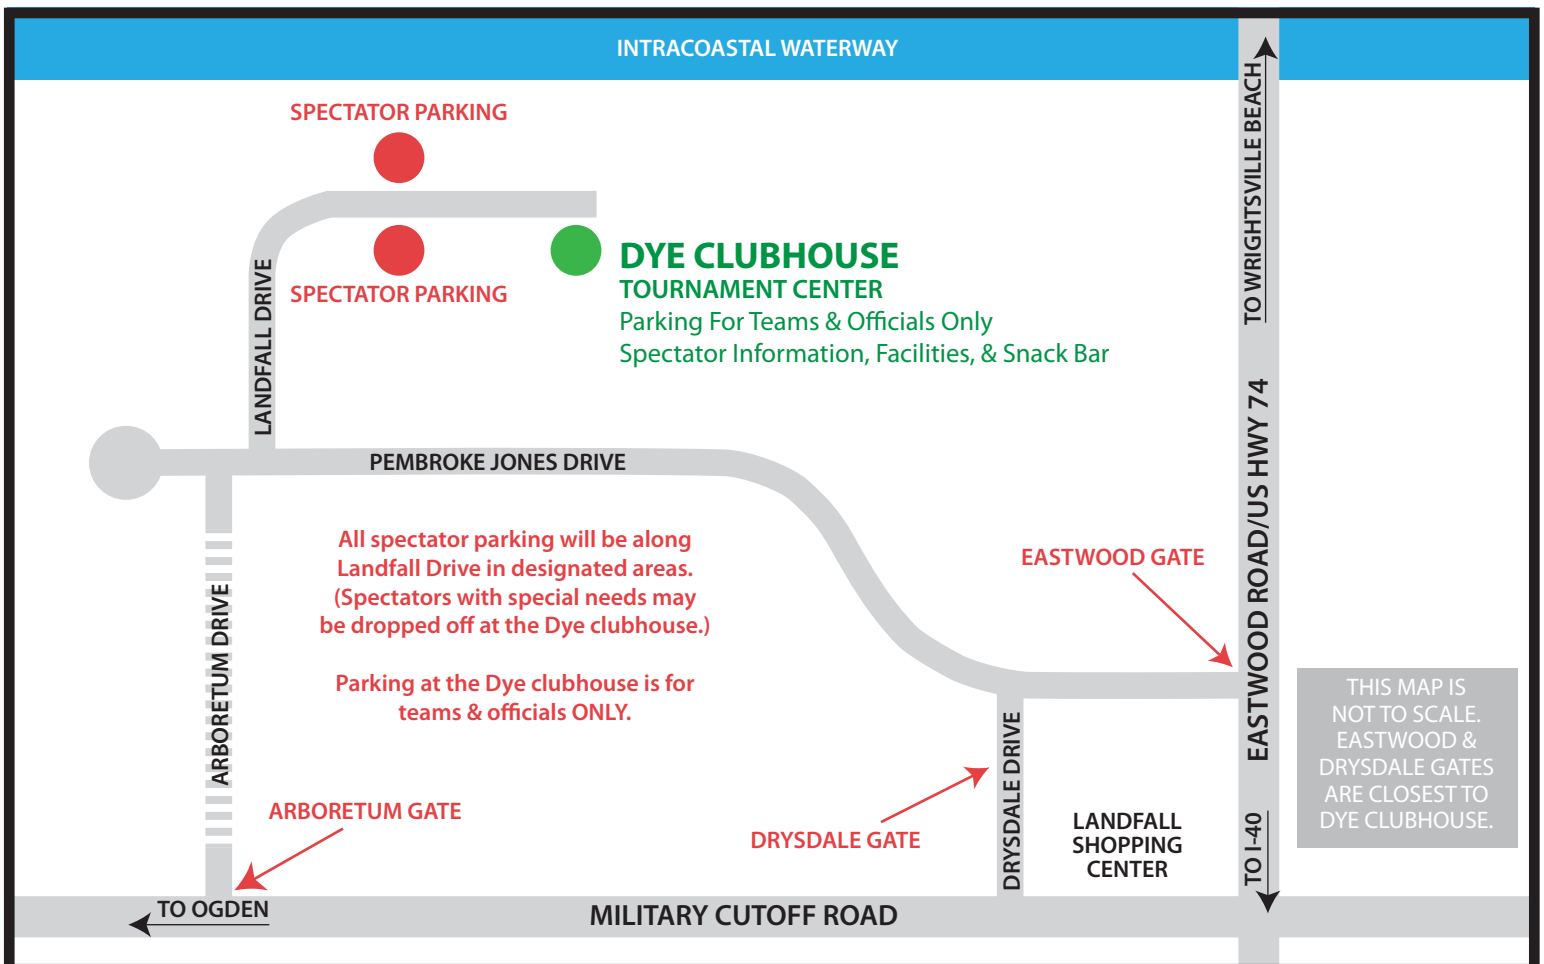 INTRACOASTAL WATERWAY
SPECTATOR PARKING
SPECTATOR PARKING
DYE CLUBHOUSE
TOURNAMENT CENTER
Parking For Teams & Officials Only
Spectator Information, Facilities, & Snack Bar
TO WRIGHTSVILLE BEACH
LANDFALL DRIVE
PEMBROKE JONES DRIVE
EASTWOOD ROAD/US HWY 74
All spectator parking will be along
Landfall Drive in designated areas.
(Spectators with special needs may
be dropped off at the Dye clubhouse.)
Parking at the Dye clubhouse is for
teams & officials ONLY.
EASTWOOD GATE
ARBORETUM DRIVE
ARBORETUM GATE
DRYSDALE GATE
DRYSDALE DRIVE
LANDFALL
SHOPPING
CENTER
TO I-40
THIS MAP IS
NOT TO SCALE.
EASTWOOD &
DRYSDALE GATES
ARE CLOSEST TO
DYE CLUBHOUSE.
TO OGDEN
MILITARY CUTOFF ROAD